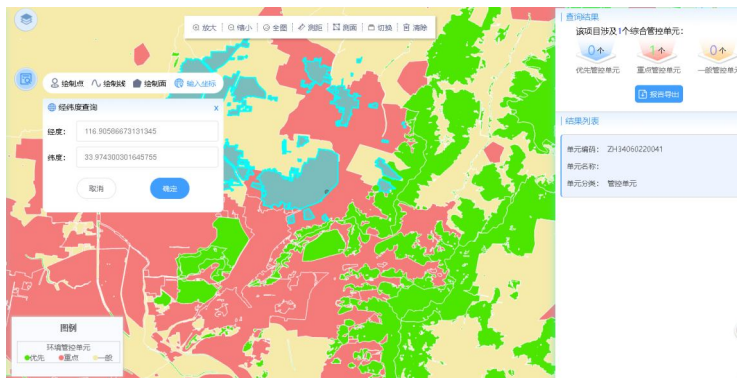 放大 缩小 全图 测距 测面 切换 清除
绘制点 绘制线 绘制面 输入坐标
经纬度查询 x
经度： 116.90586673131345
纬度： 33.974300301645755
取消 确定
图例
环境管控单元
优先 重点 一般
查询结果
该项目涉及1个综合管控单元：
0个 1个 0个
优先管控单元 重点管控单元 一般管控单元
报告导出
结果列表
单元编码： ZH34060220041
单元名称：
单元分类： 管控单元